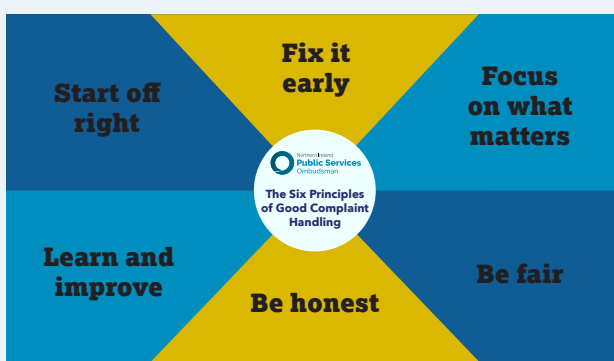 Start off
right
Fix it
early
Focus
on what
matters
Northern Ireland
Public Services
Ombudsman
The Six Principles
of Good Complaint
Handling
Learn and
improve
Be honest
Be fair